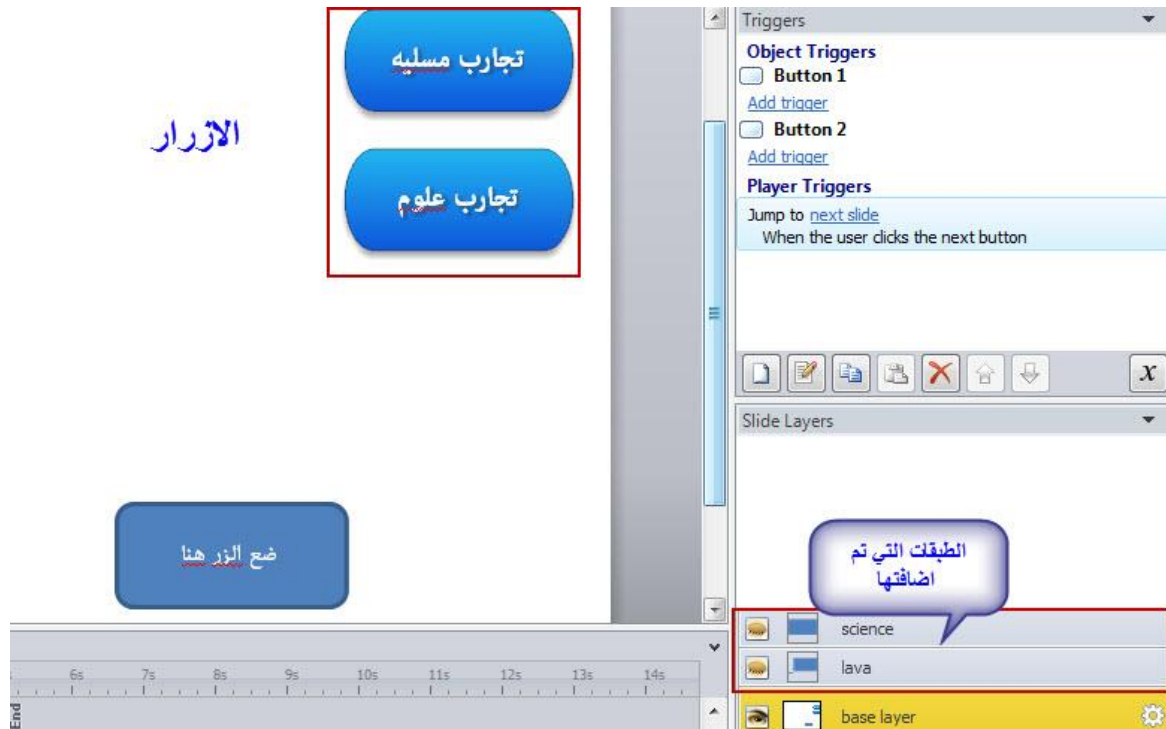 تجارب مسليه
الازرار
تجارب علوم
ضع الزر هنا
Triggers
Object Triggers
Button 1
Add trigger
Button 2
Add trigger
Player Triggers
Jump to next slide
When the user clicks the next button
x
Slide Layers
الطبقات التي تم
اضافتها
science
lava
base layer
6s 7s 8s 9s 10s 11s 12s 13s 14s
End